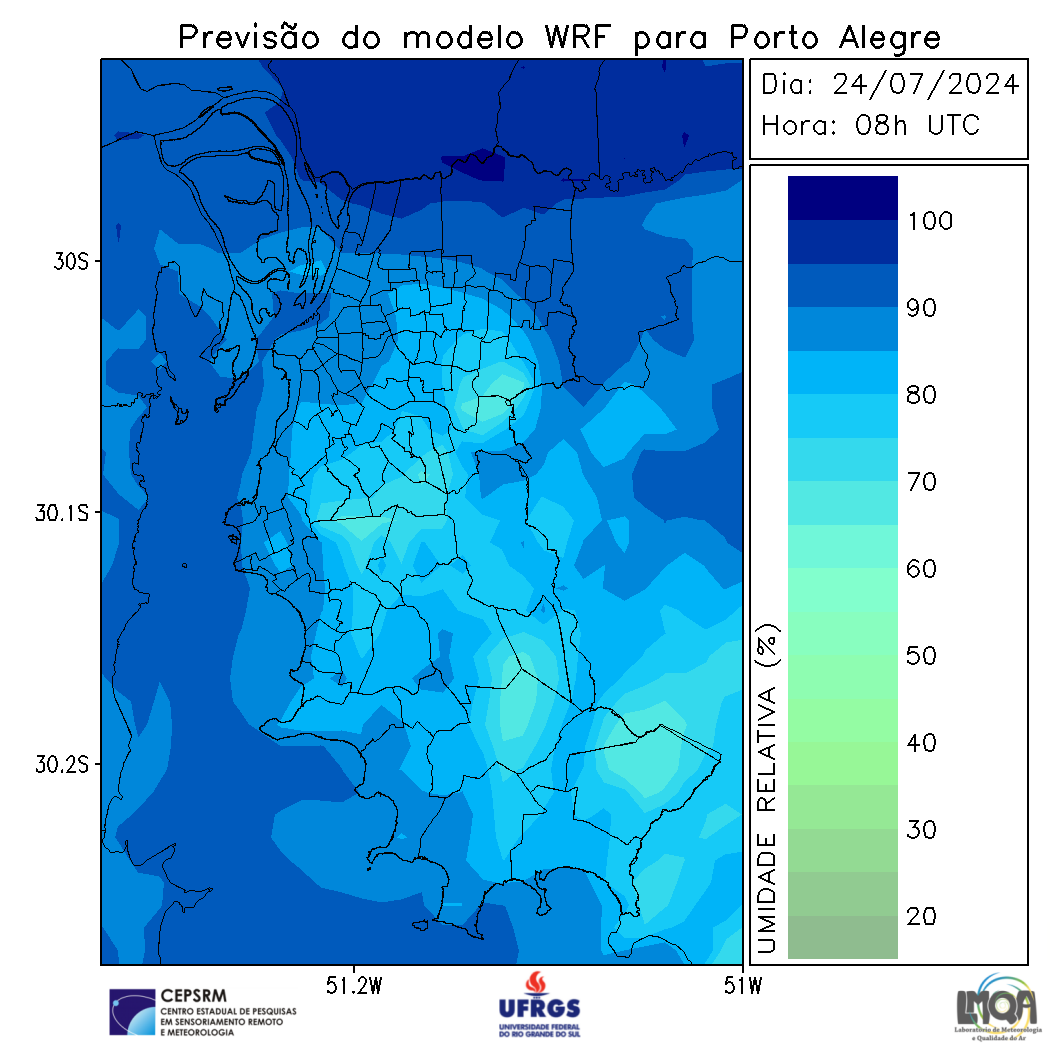 Previsão do modelo WRF para Porto Alegre
Dia: 24/07/2024
Hora: 08h UTC
100
90
80
70
60
50
40
30
20
UMIDADE RELATIVA (%)
30S
30.1S
30.2S
51.2W
51W
CEPSRM
CENTRO ESTADUAL DE PESQUISAS
EM SENSORIAMENTO REMOTO
E METEOROLOGIA
UFRGS
UNIVERSIDADE FEDERAL
DO RIO GRANDE DO SUL
LMQA
Laboratório de Meteorologia
e Qualidade do Ar